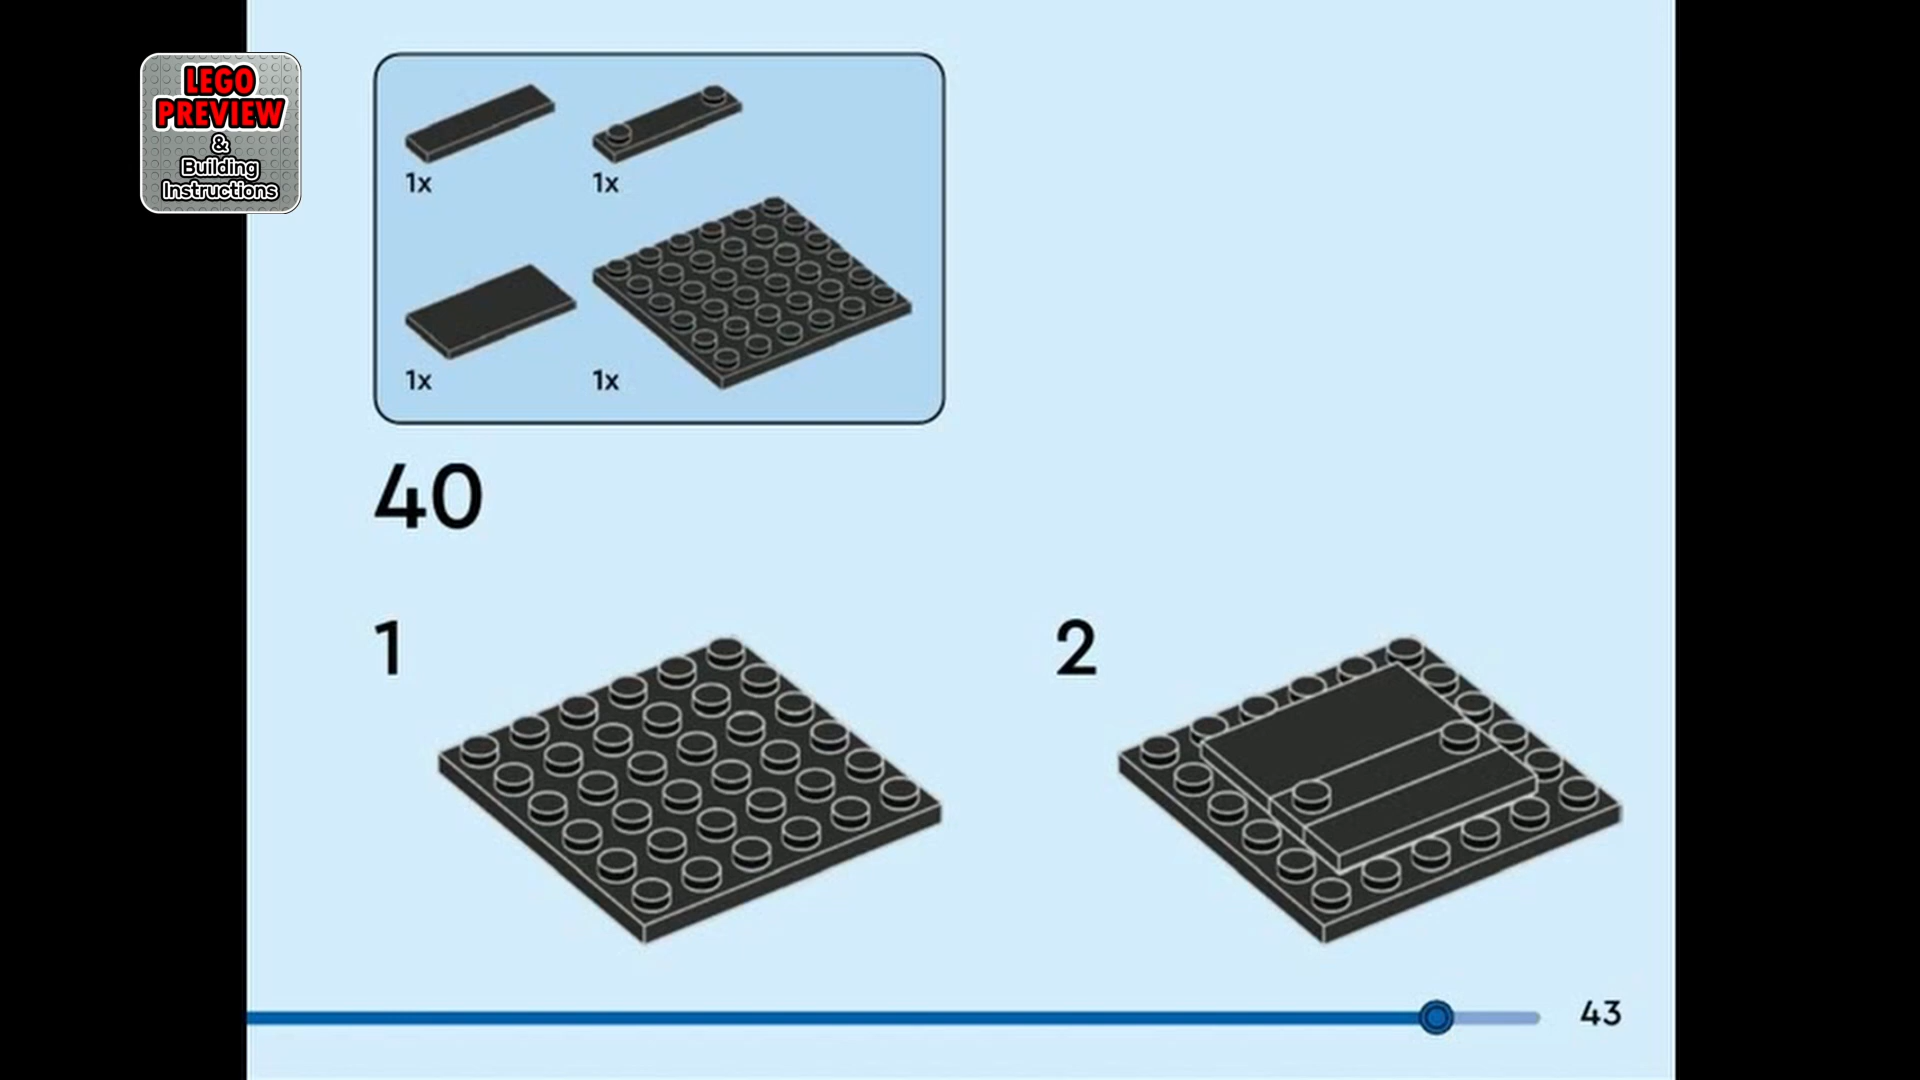 LEGO
PREVIEW
&
Building
Instructions
1x
1x
1x
1x
40
1
2
43